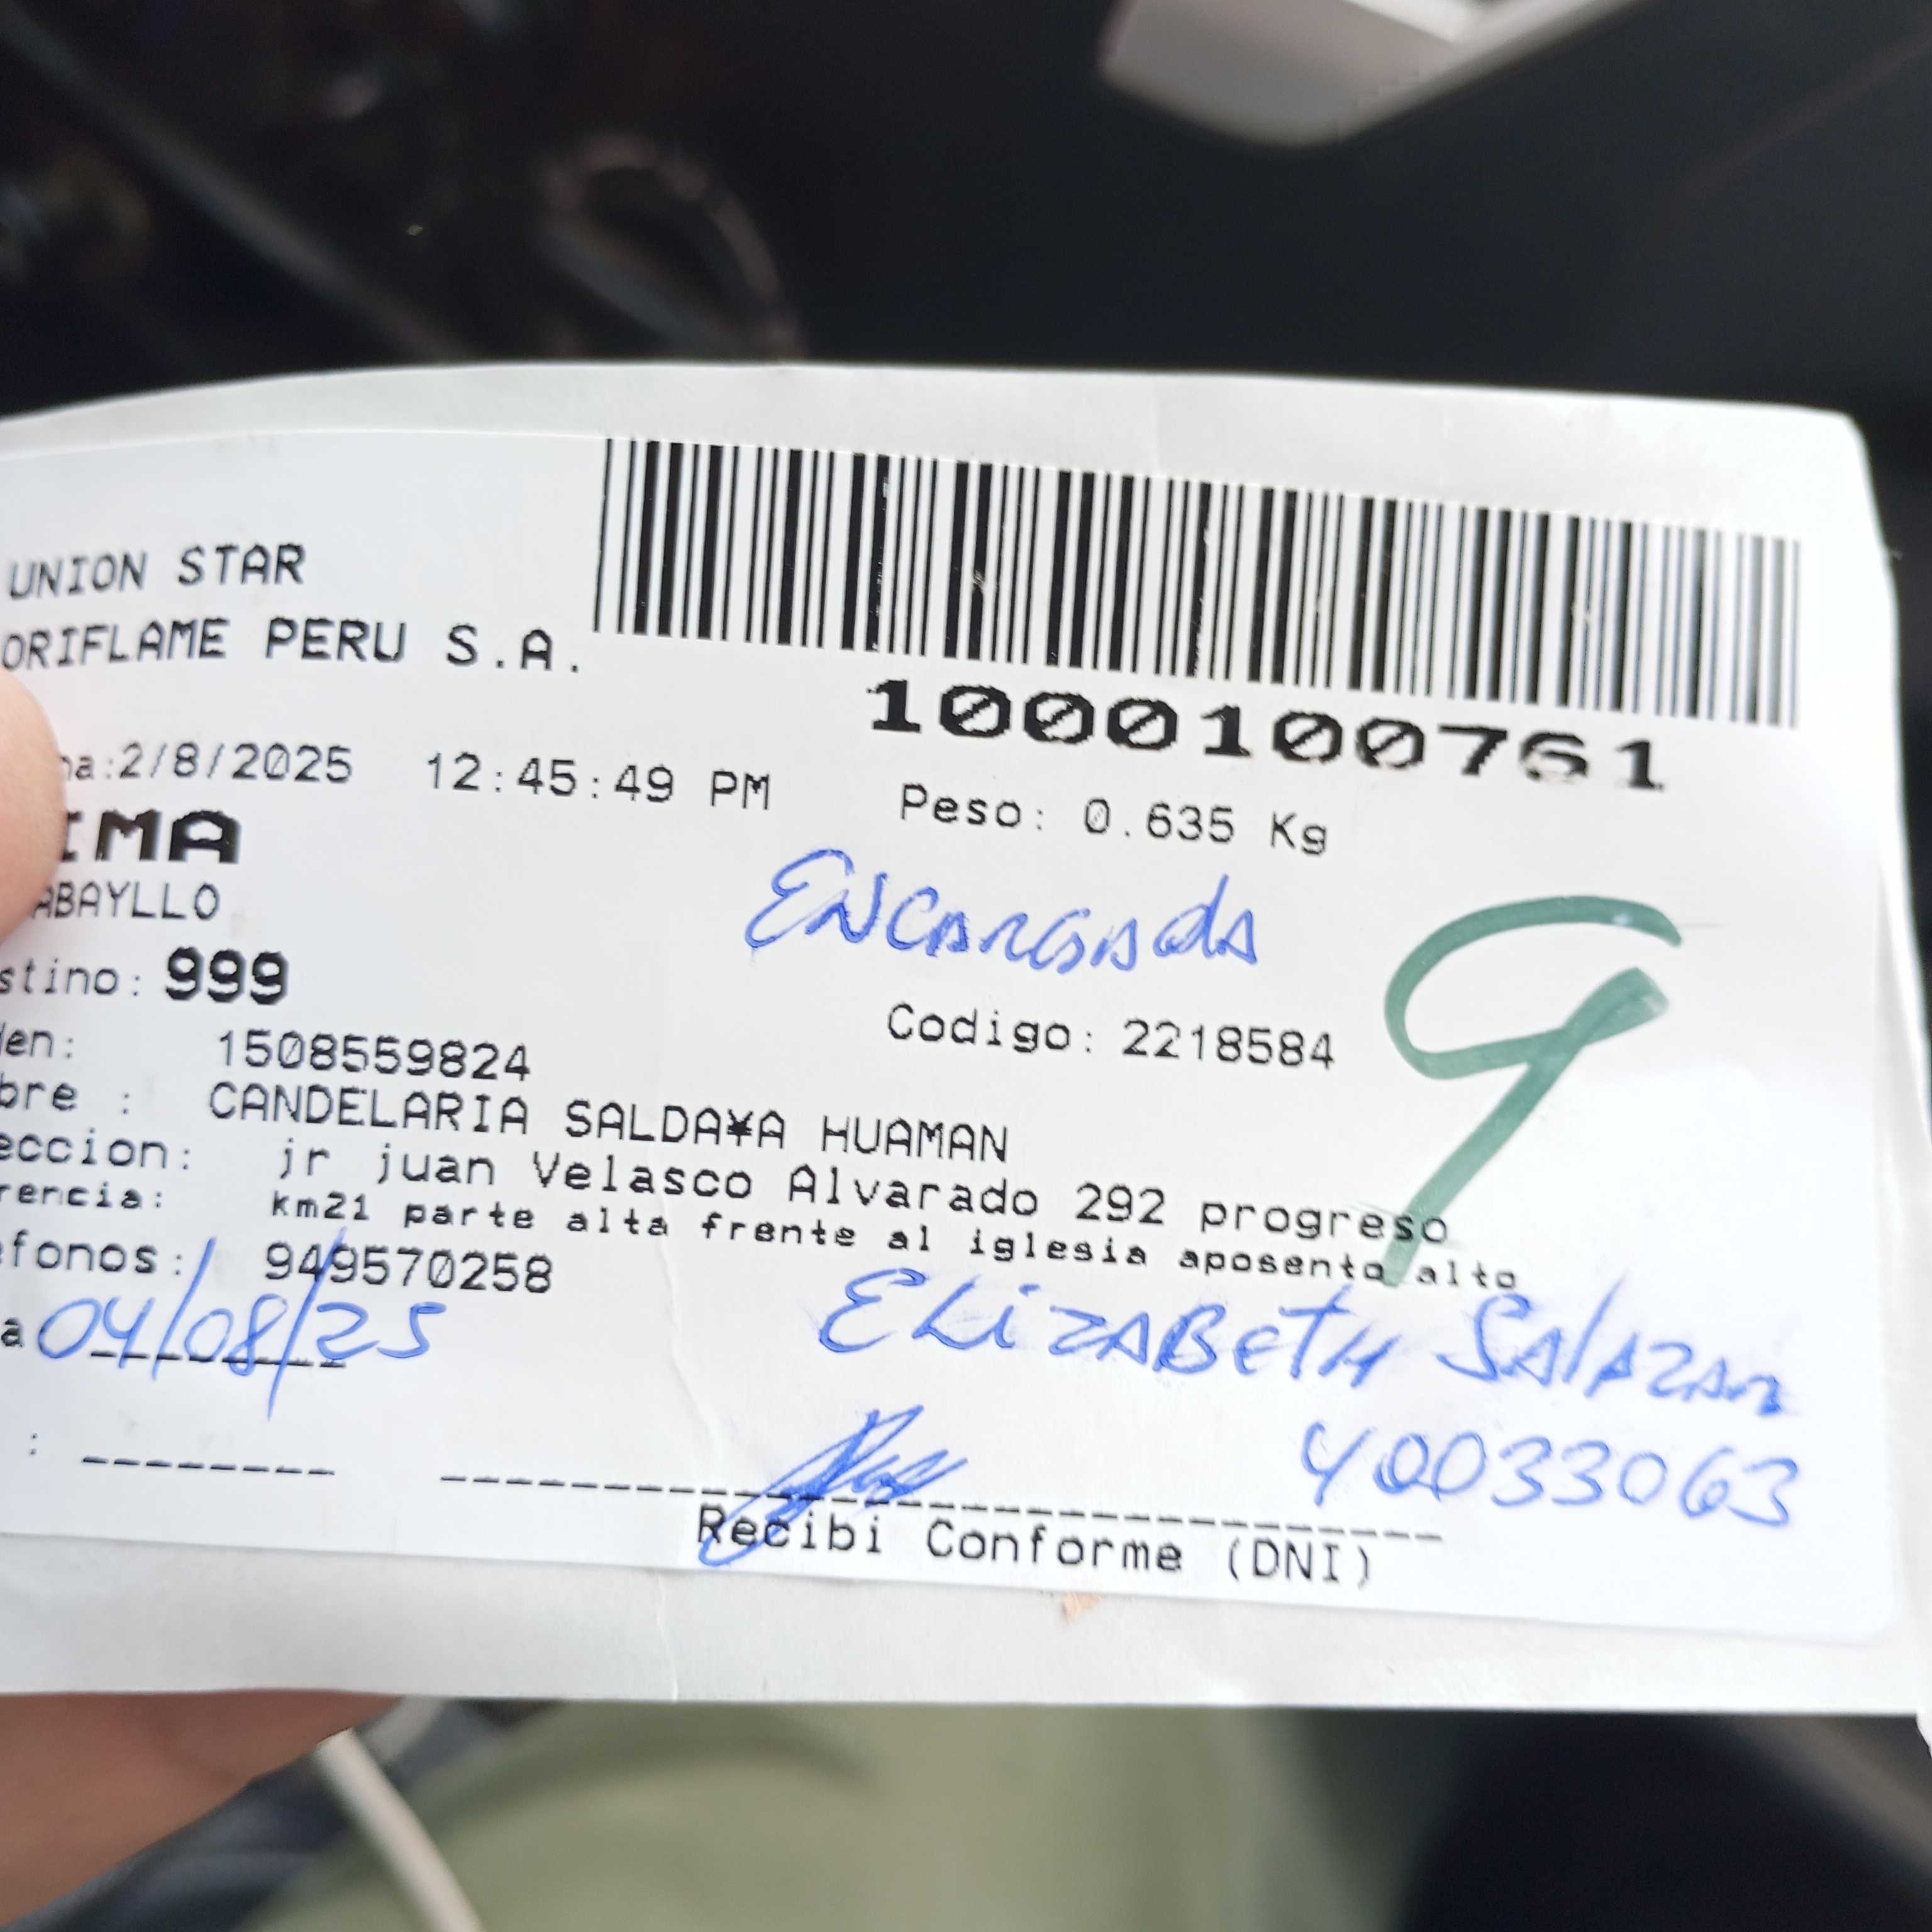 UNION STAR
ORIFLAME PERU S.A.
1000100761
ha:2/8/2025 12:45:49 PM
Peso: 0.635 Kg
IMA
ABAYLLO
Encargada
stino: 999
9
Codigo: 2218584
den: 1508559824
bre : CANDELARIA SALDA¥A HUAMAN
eccion: jr juan Velasco Alvarado 292 progreso
rencia: km21 parte alta frente al iglesia aposento alto
efonos: 949570258
a 04/08/25
ELIZABETH SALAZAR
40033063
: --------
Recibi Conforme (DNI)